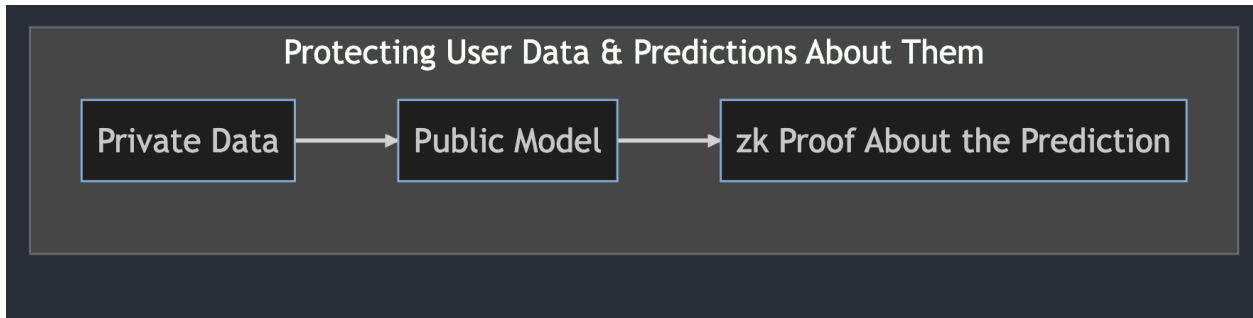 Protecting User Data & Predictions About Them
Private Data
Public Model
zk Proof About the Prediction